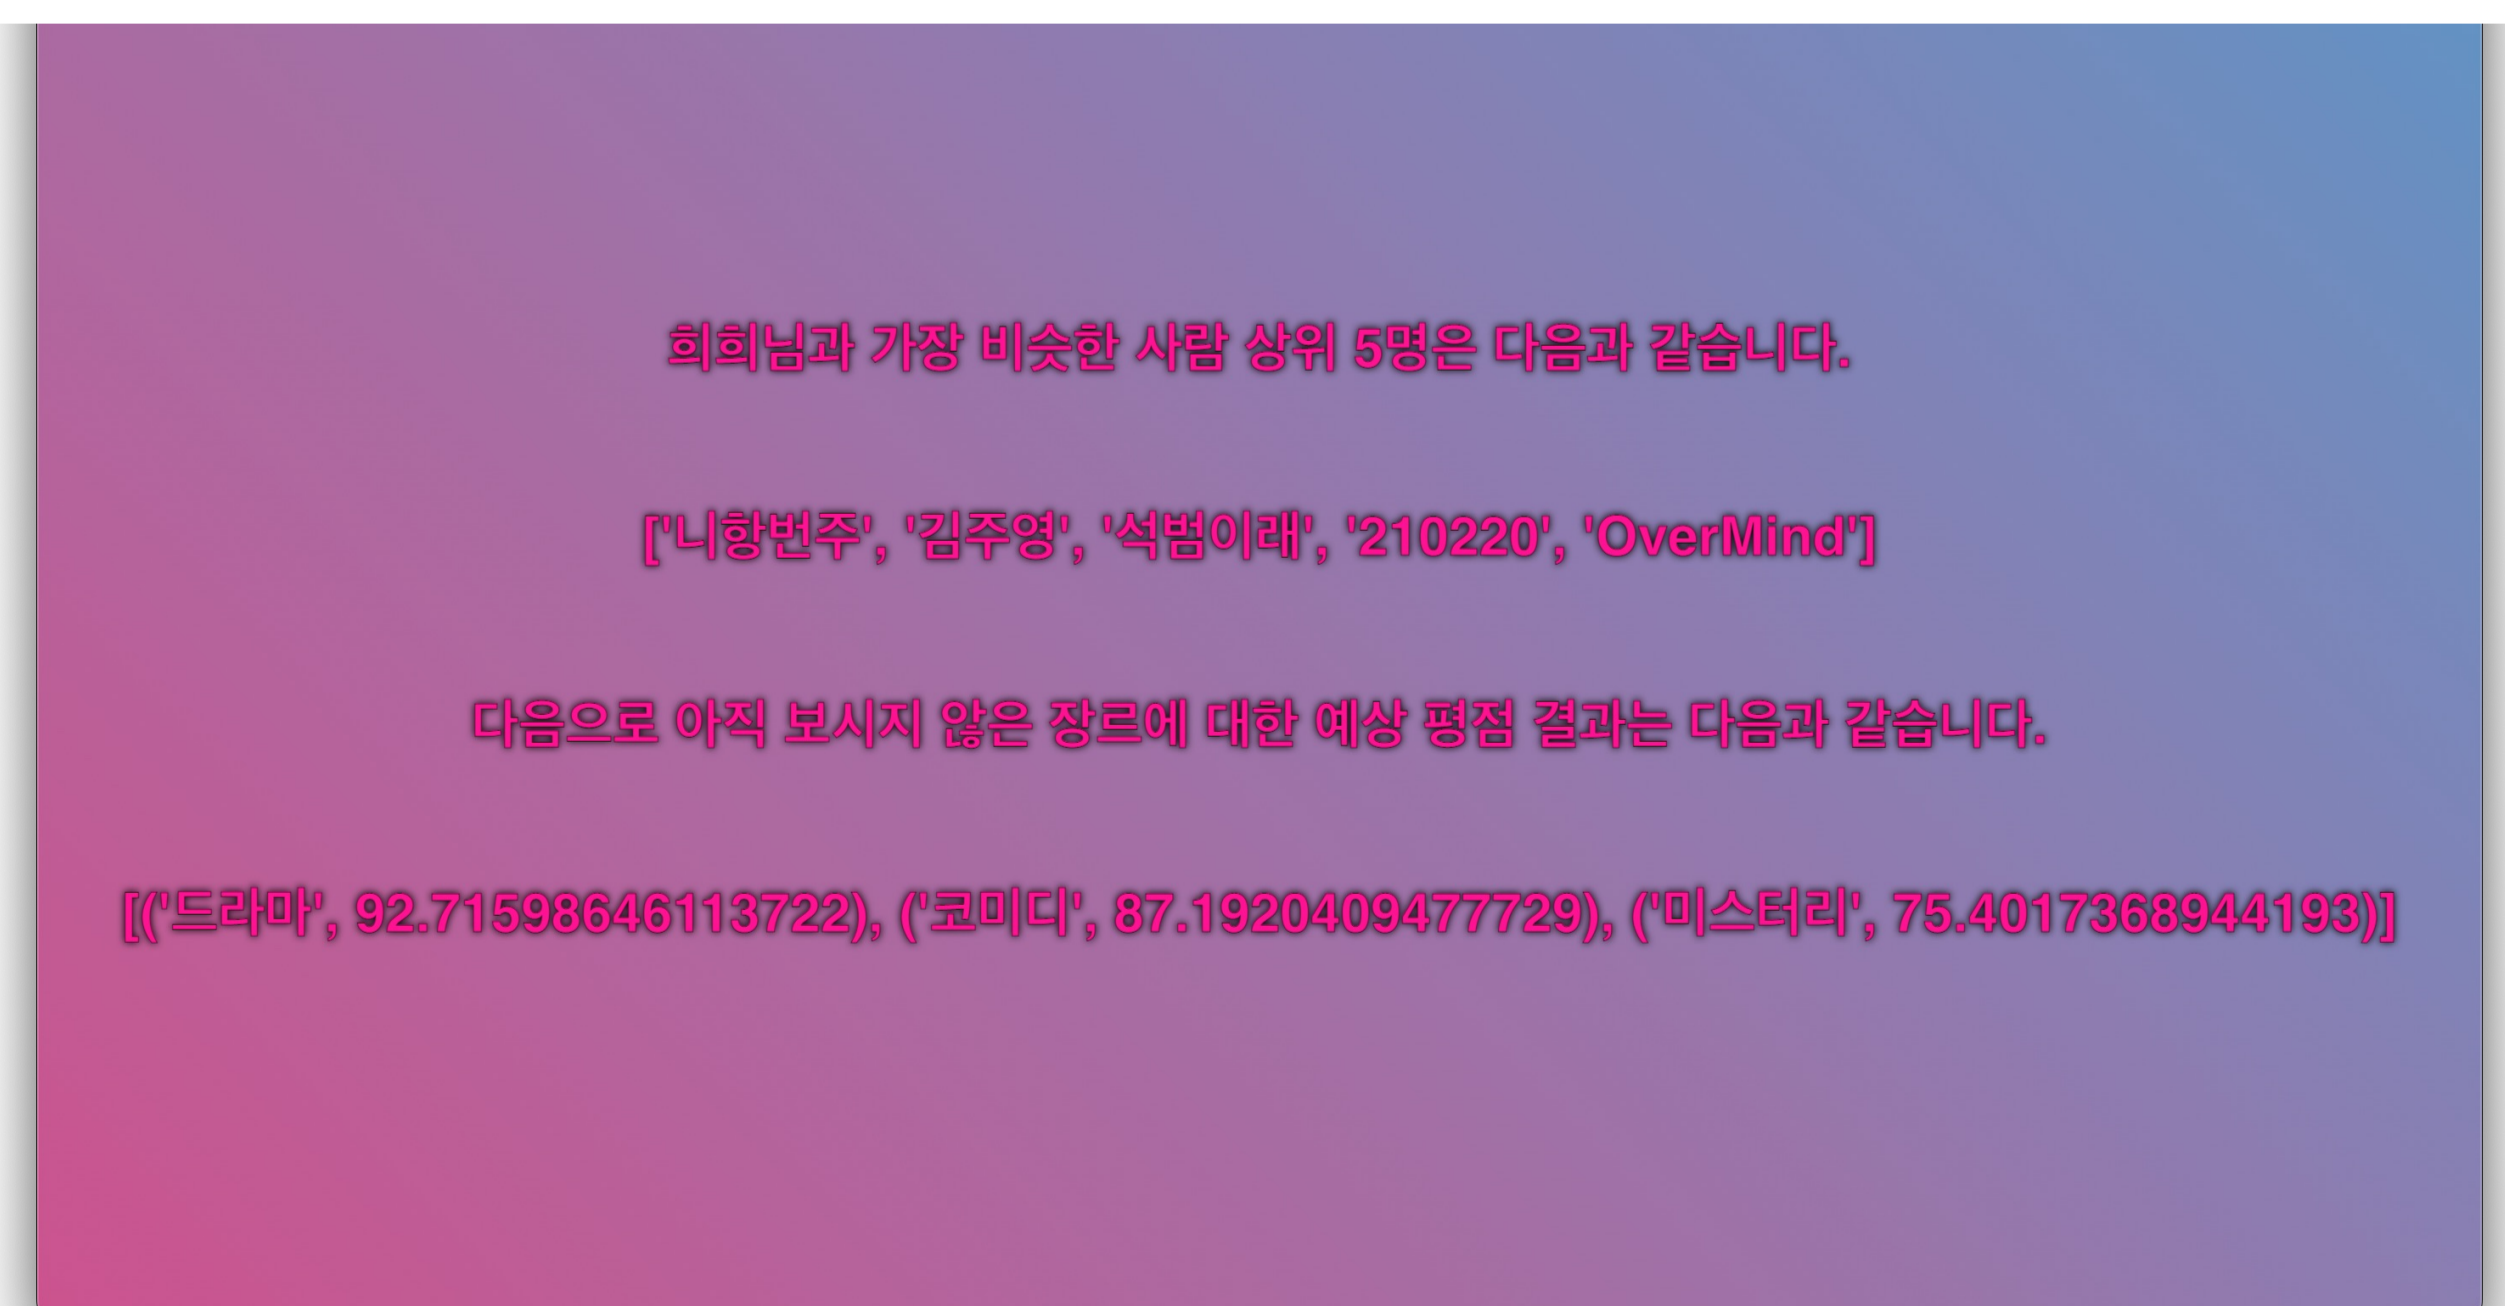 희희님과 가장 비슷한 사람 상위 5명은 다음과 같습니다.
['니항번주', '김주영', '석범이래', '210220', 'OverMind']
다음으로 아직 보시지 않은 장르에 대한 예상 평점 결과는 다음과 같습니다.
[('드라마', 92.71598646113722), ('코미디', 87.1920409477729), ('미스터리', 75.4017368944193)]